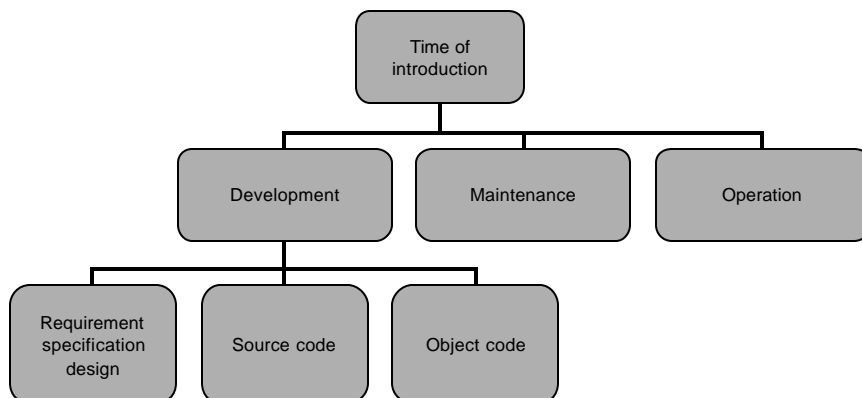 Time of
introduction
Development
Maintenance
Operation
Requirement
specification
design
Source code
Object code